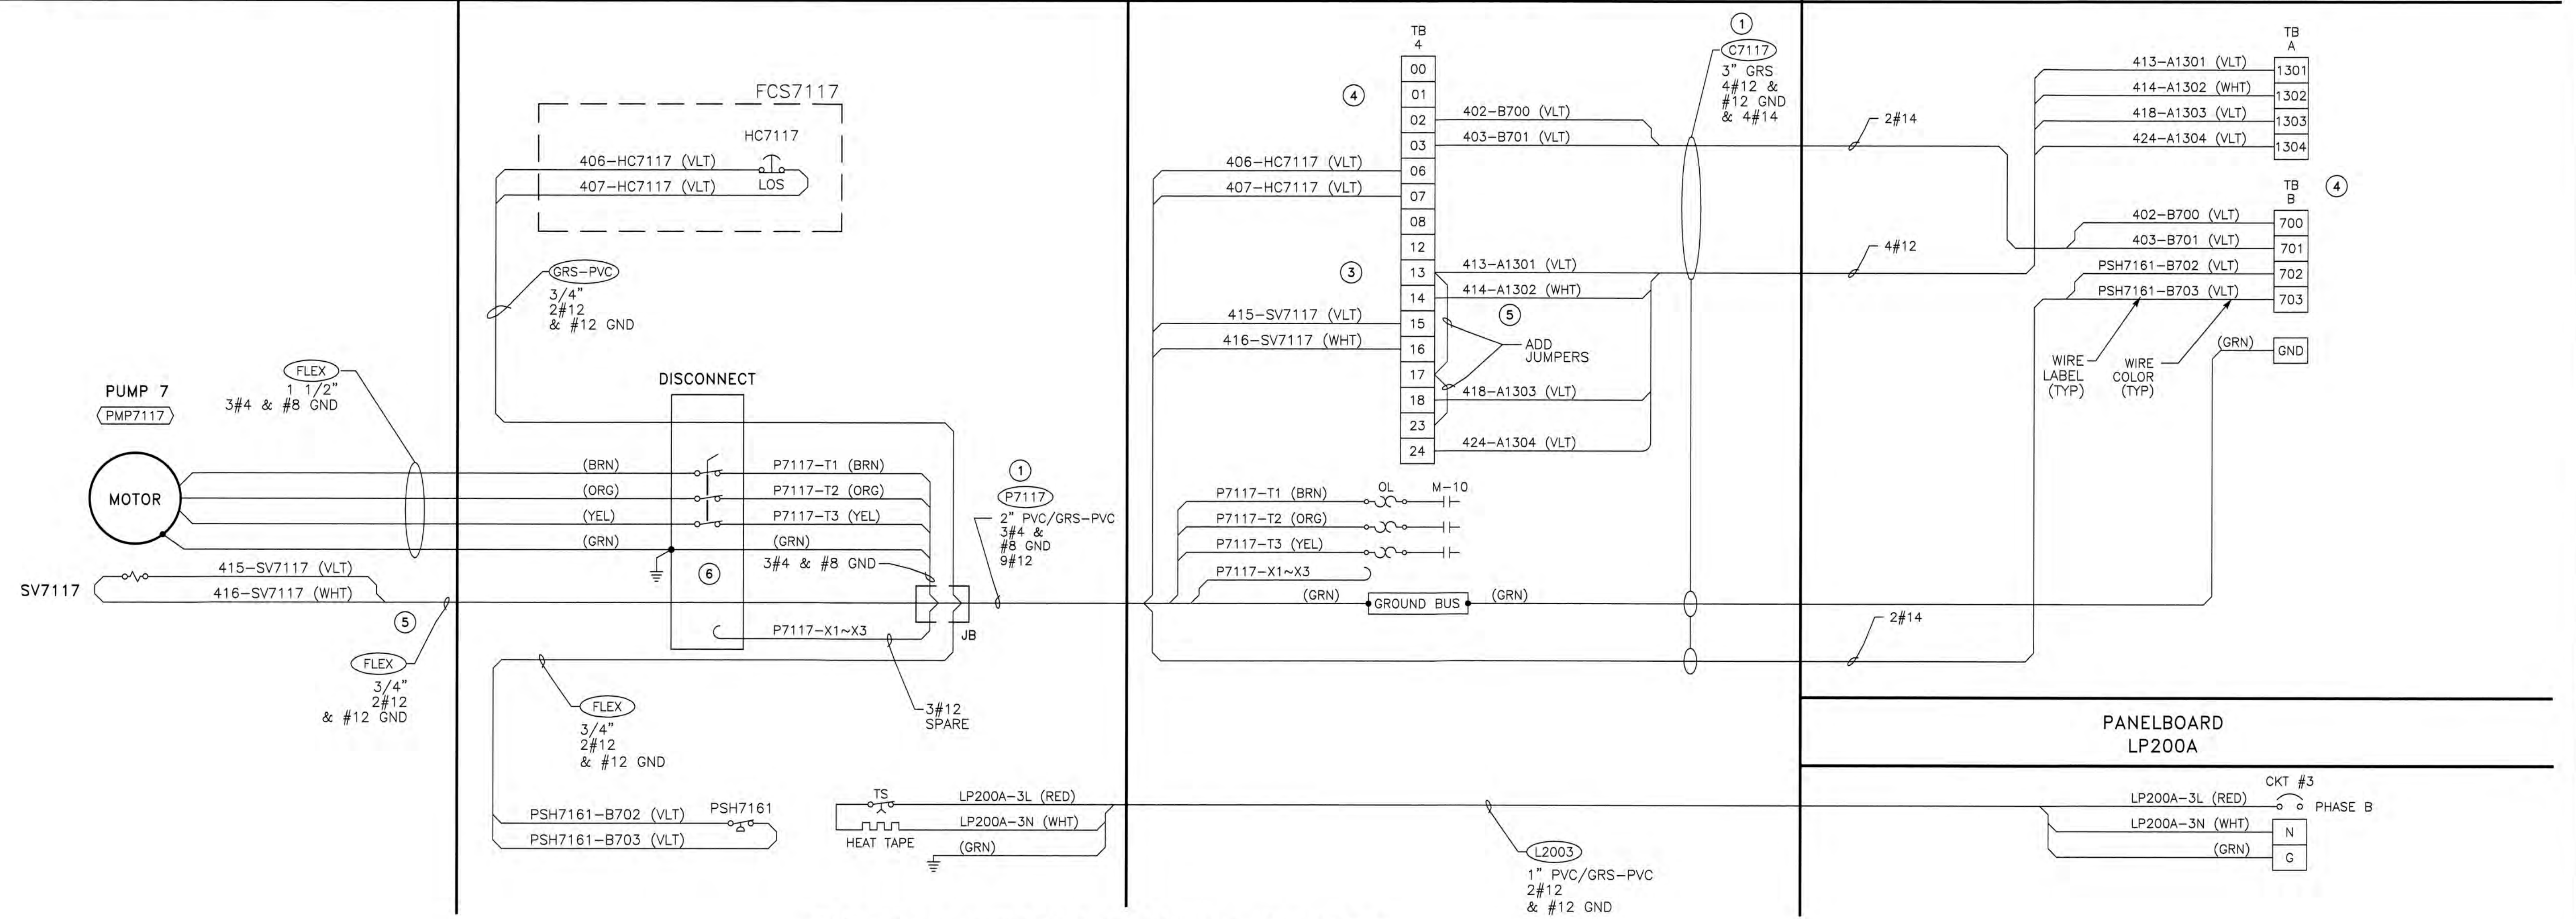 PUMP 7
PMP7117
MOTOR
FLEX
1 1/2"
3#4 & #8 GND
SV7117
415-SV7117 (VLT)
416-SV7117 (WHT)
5
FLEX
3/4"
2#12
& #12 GND
FCS7117
HC7117
406-HC7117 (VLT)
407-HC7117 (VLT)
LOS
GRS-PVC
3/4"
2#12
& #12 GND
DISCONNECT
(BRN)
(ORG)
(YEL)
(GRN)
P7117-T1 (BRN)
P7117-T2 (ORG)
P7117-T3 (YEL)
(GRN)
3#4 & #8 GND
6
P7117-X1~X3
JB
1
P7117
2" PVC/GRS-PVC
3#4 &
#8 GND
9#12
3#12
SPARE
FLEX
3/4"
2#12
& #12 GND
PSH7161-B702 (VLT)
PSH7161-B703 (VLT)
PSH7161
TS
HEAT TAPE
LP200A-3L (RED)
LP200A-3N (WHT)
(GRN)
TB
4
00
01
02
03
06
07
08
12
13
14
15
16
17
18
23
24
4
3
406-HC7117 (VLT)
407-HC7117 (VLT)
415-SV7117 (VLT)
416-SV7117 (WHT)
402-B700 (VLT)
403-B701 (VLT)
413-A1301 (VLT)
414-A1302 (WHT)
5
ADD
JUMPERS
418-A1303 (VLT)
424-A1304 (VLT)
1
C7117
3" GRS
4#12 &
#12 GND
& 4#14
P7117-T1 (BRN)
P7117-T2 (ORG)
P7117-T3 (YEL)
P7117-X1~X3
OL
M-10
(GRN)
GROUND BUS
(GRN)
L2003
1" PVC/GRS-PVC
2#12
& #12 GND
2#14
4#12
2#14
TB
A
413-A1301 (VLT)
1301
414-A1302 (WHT)
1302
418-A1303 (VLT)
1303
424-A1304 (VLT)
1304
TB
B
4
402-B700 (VLT)
700
403-B701 (VLT)
701
PSH7161-B702 (VLT)
702
PSH7161-B703 (VLT)
703
(GRN)
GND
WIRE
LABEL
(TYP)
WIRE
COLOR
(TYP)
PANELBOARD
LP200A
CKT #3
LP200A-3L (RED)
PHASE B
LP200A-3N (WHT)
N
(GRN)
G